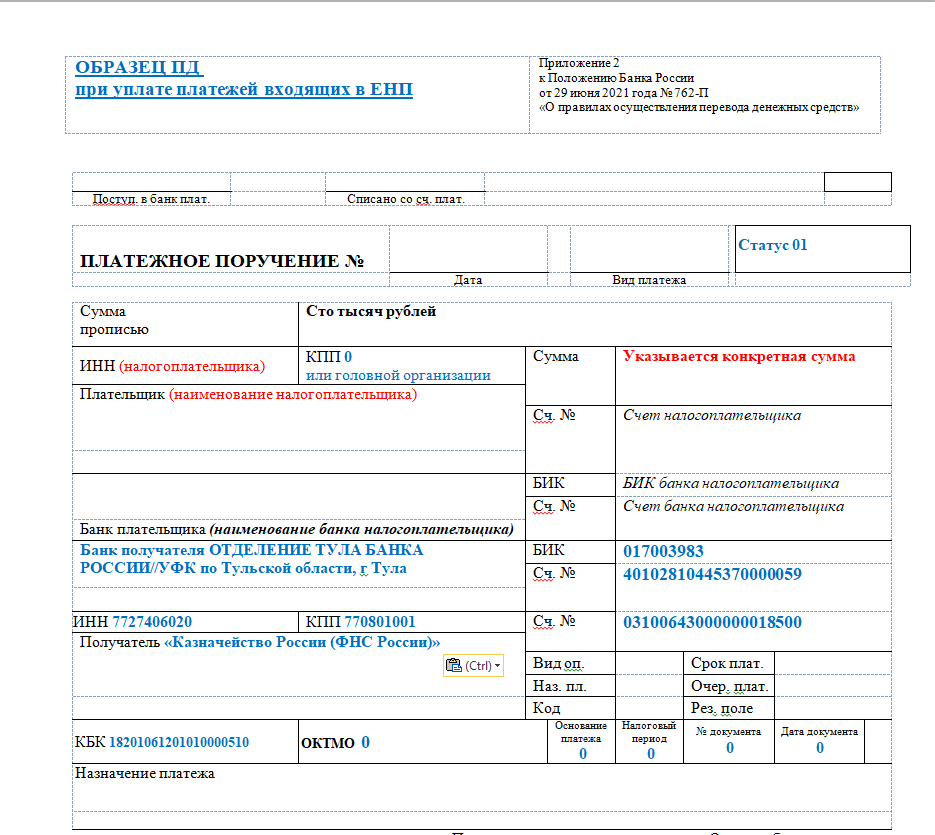 ОБРАЗЕЦ ПД
при уплате платежей входящих в ЕНП
Приложение 2
к Положению Банка России
от 29 июня 2021 года № 762-П
«О правилах осуществления перевода денежных средств»
Поступ. в банк плат.
Списано со сч. плат.
ПЛАТЕЖНОЕ ПОРУЧЕНИЕ №
Дата
Вид платежа
Статус 01
Сумма
прописью
Сто тысяч рублей
ИНН (налогоплательщика)
КПП 0
или головной организации
Сумма
Указывается конкретная сумма
Плательщик (наименование налогоплательщика)
Сч. №
Счет налогоплательщика
БИК
БИК банка налогоплательщика
Сч. №
Счет банка налогоплательщика
Банк плательщика (наименование банка налогоплательщика)
Банк получателя ОТДЕЛЕНИЕ ТУЛА БАНКА
РОССИИ//УФК по Тульской области, г Тула
БИК
017003983
Сч. №
40102810445370000059
ИНН 7727406020
КПП 770801001
Сч. №
03100643000000018500
Получатель «Казначейство России (ФНС России)»
(Ctrl)
Вид оп.
Срок плат.
Наз. пл.
Очер. плат.
Код
Рез. поле
КБК 18201061201010000510
ОКТМО 0
Основание
платежа
0
Налоговый
период
0
№ документа
0
Дата документа
0
Назначение платежа